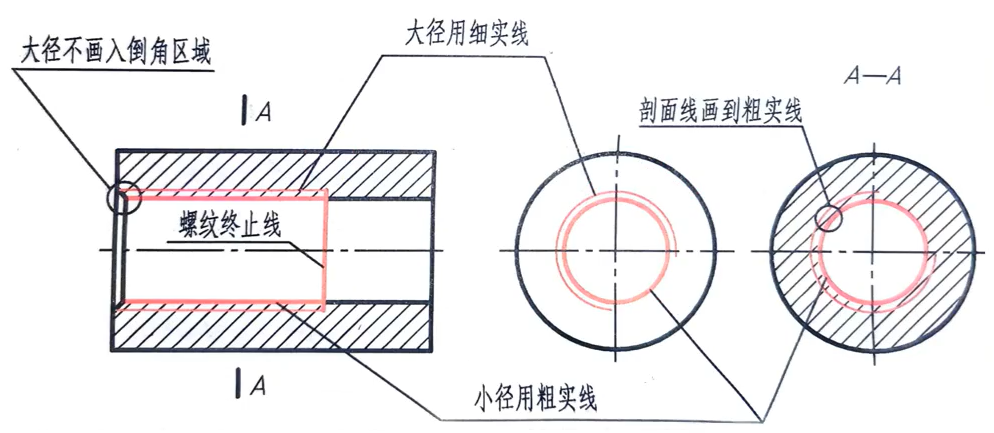 大径用细实线
大径不画入倒角区域
A—A
A
剖面线画到粗实线
螺纹终止线
A
小径用粗实线